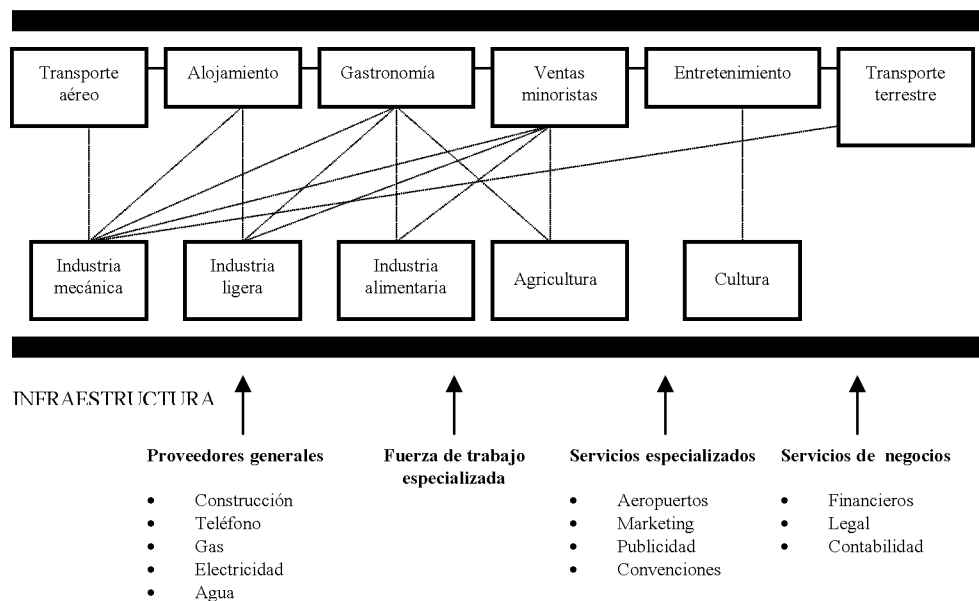 Transporte
aéreo
Alojamiento
Gastronomía
Ventas
minoristas
Entretenimiento
Transporte
terrestre
Industria
mecánica
Industria
ligera
Industria
alimentaria
Agricultura
Cultura
INFRAESTRUCTURA
Proveedores generales
• Construcción
• Teléfono
• Gas
• Electricidad
• Agua
Fuerza de trabajo
especializada
Servicios especializados
• Aeropuertos
• Marketing
• Publicidad
• Convenciones
Servicios de negocios
• Financieros
• Legal
• Contabilidad